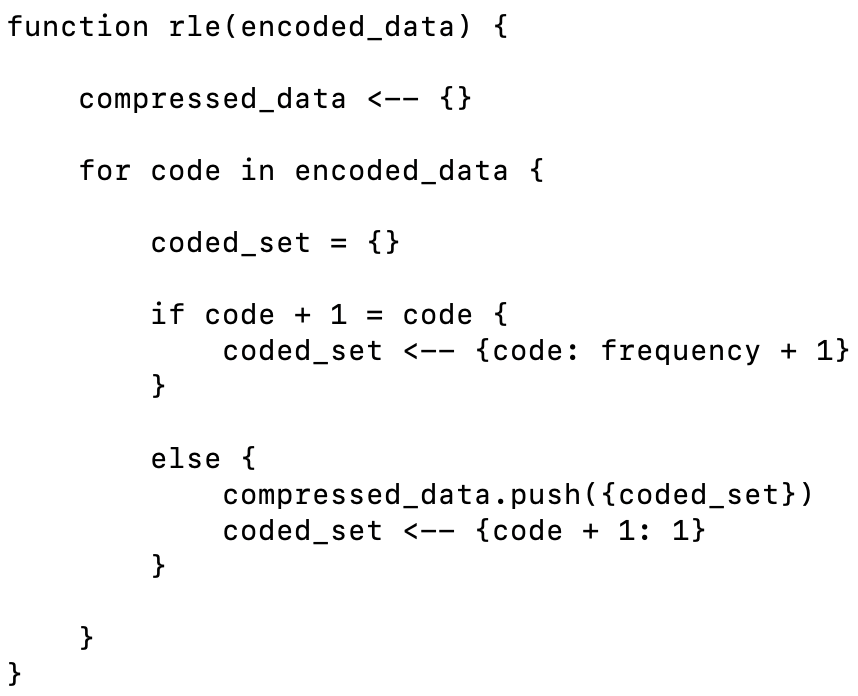 function rle(encoded_data) {
compressed_data <-- {}
for code in encoded_data {
coded_set = {}
if code + 1 = code {
coded_set <-- {code: frequency + 1}
}
else {
compressed_data.push({coded_set})
coded_set <-- {code + 1: 1}
}
}
}